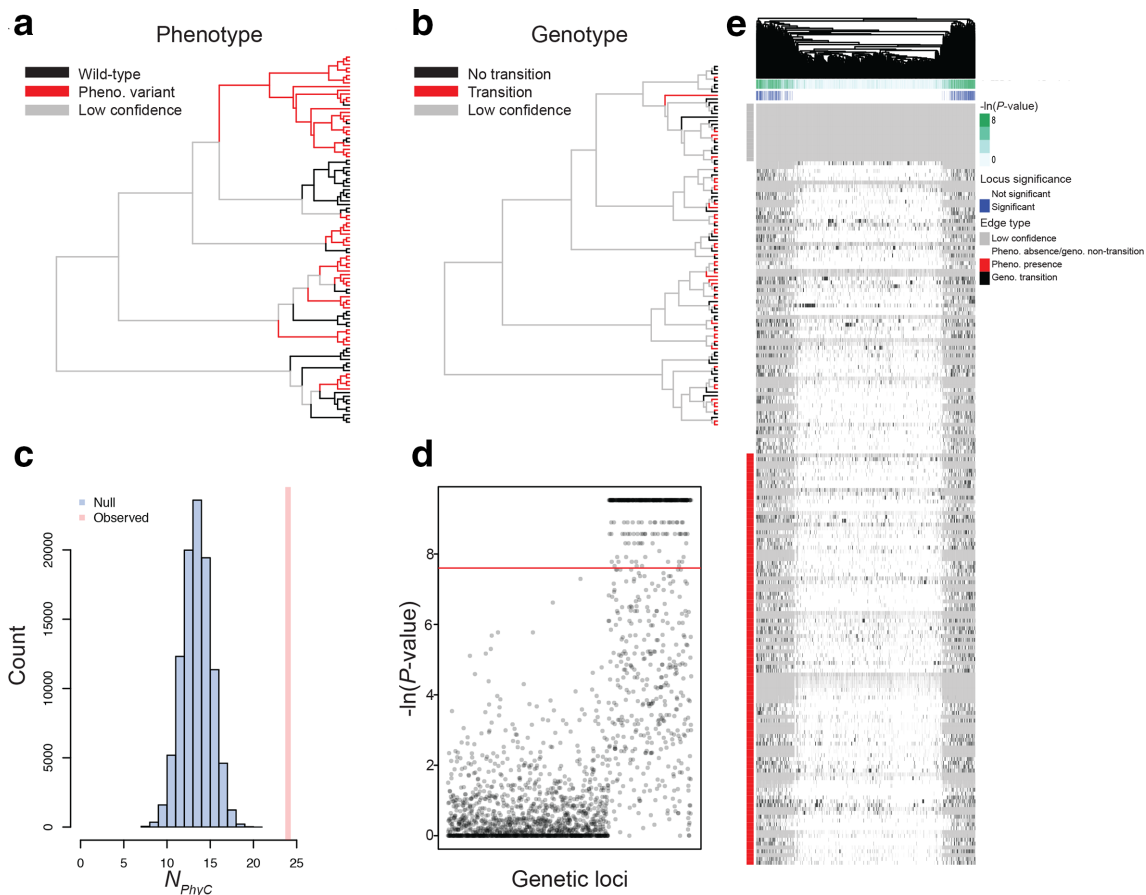 a
Phenotype
Wild-type
Pheno. variant
Low confidence
b
Genotype
No transition
Transition
Low confidence
c
Null
Observed
Count
0
5000
10000
15000
20000
0
5
10
15
20
25
N PhyC
d
-ln(P-value)
8
6
4
2
0
Genetic loci
e
-ln(P-value)
8
0
Locus significance
Not significant
Significant
Edge type
Low confidence
Pheno. absence/geno. non-transition
Pheno. presence
Geno. transition